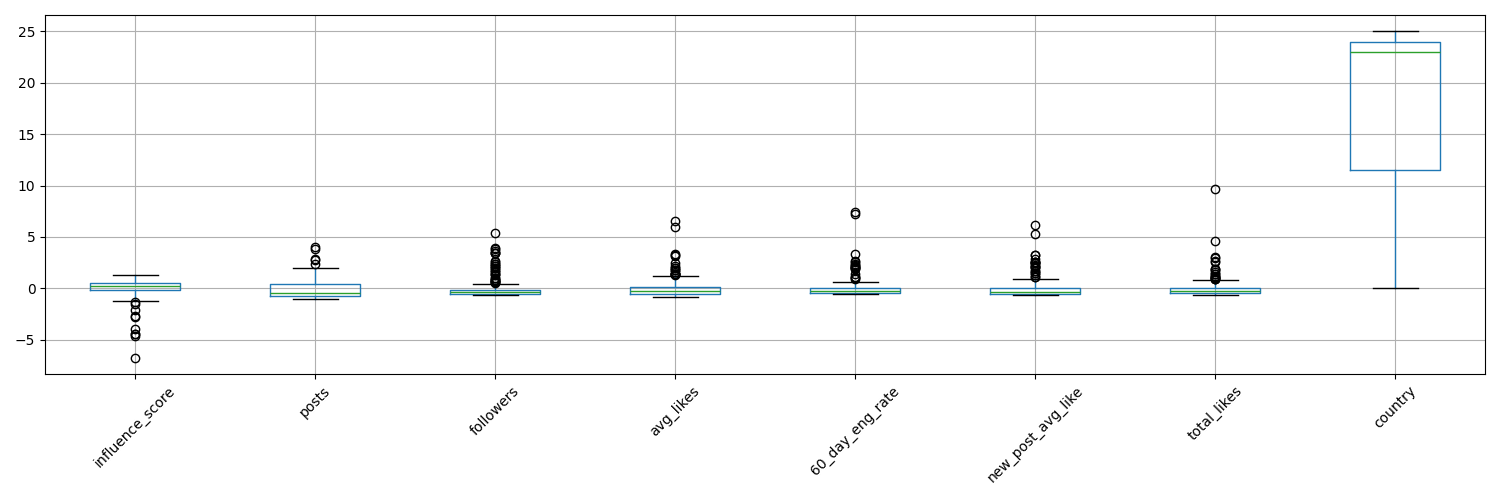 25
20
15
10
5
0
−5
influence_score
posts
followers
avg_likes
60_day_eng_rate
new_post_avg_like
total_likes
country